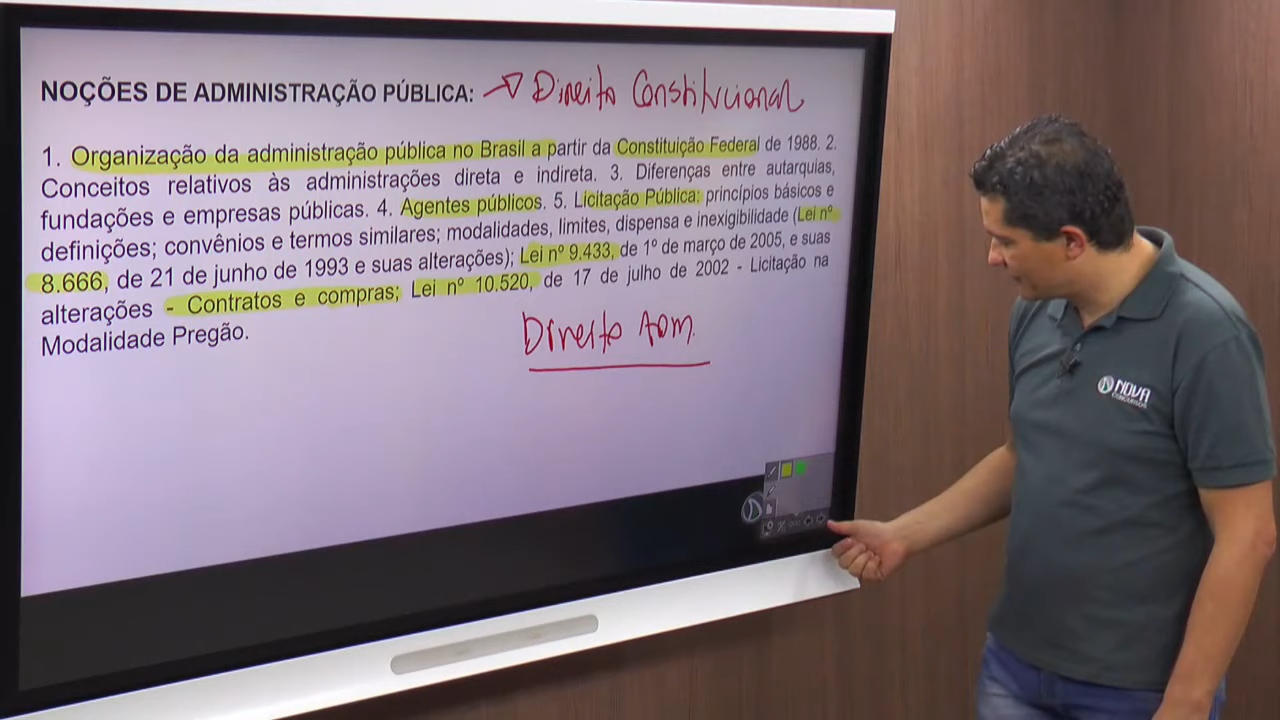 NOÇÕES DE ADMINISTRAÇÃO PÚBLICA: Direito Constitucional
1. Organização da administração pública no Brasil a partir da Constituição Federal de 1988. 2.
Conceitos relativos às administrações direta e indireta. 3. Diferenças entre autarquias,
fundações e empresas públicas. 4. Agentes públicos. 5. Licitação Pública: princípios básicos e
definições; convênios e termos similares; modalidades, limites, dispensa e inexigibilidade (Lei nº
8.666, de 21 de junho de 1993 e suas alterações); Lei nº 9.433, de 1º de março de 2005, e suas
alterações - Contratos e compras; Lei nº 10.520, de 17 de julho de 2002 - Licitação na
Modalidade Pregão.
Direito Adm.
NOVA
CONCURSOS